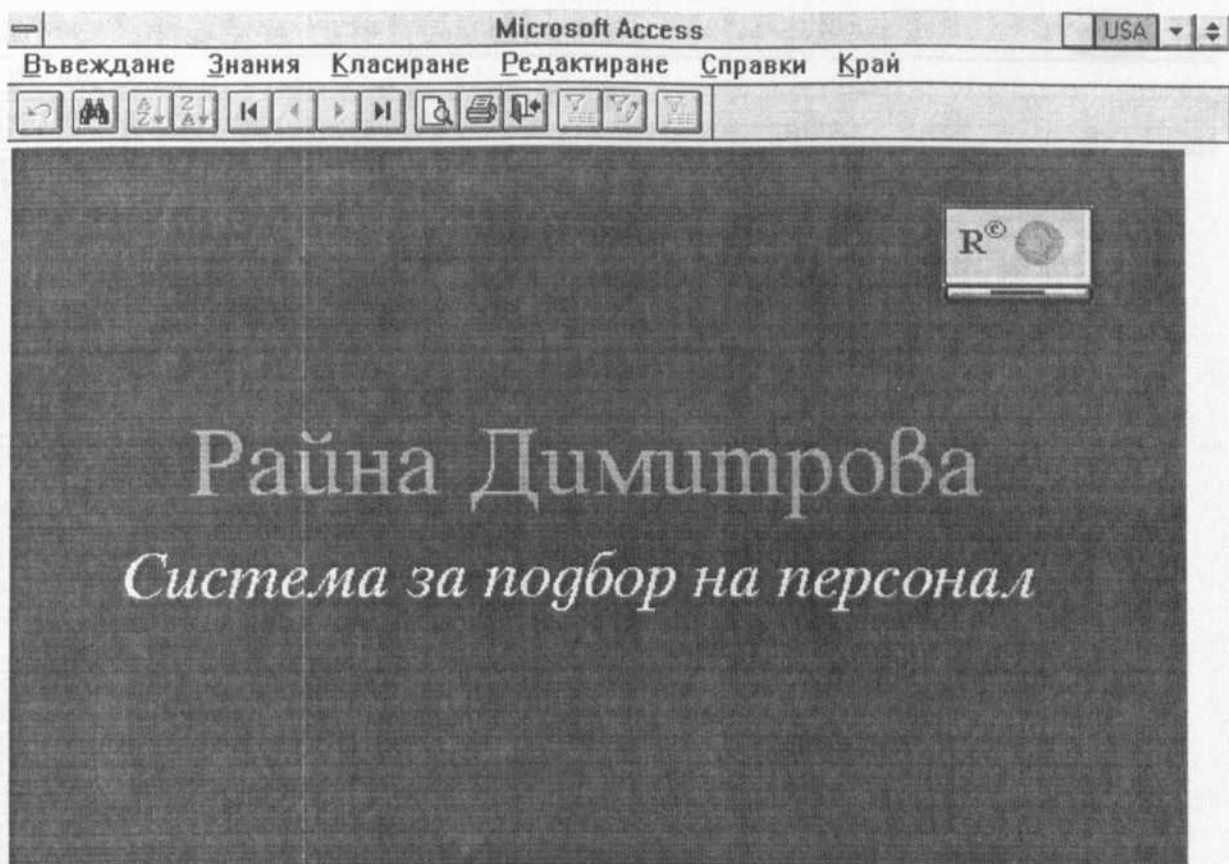 Microsoft Access USA
Въвеждане Знания Класиране Редактиране Справки Край
R©
Райна Димитрова
Система за подбор на персонал